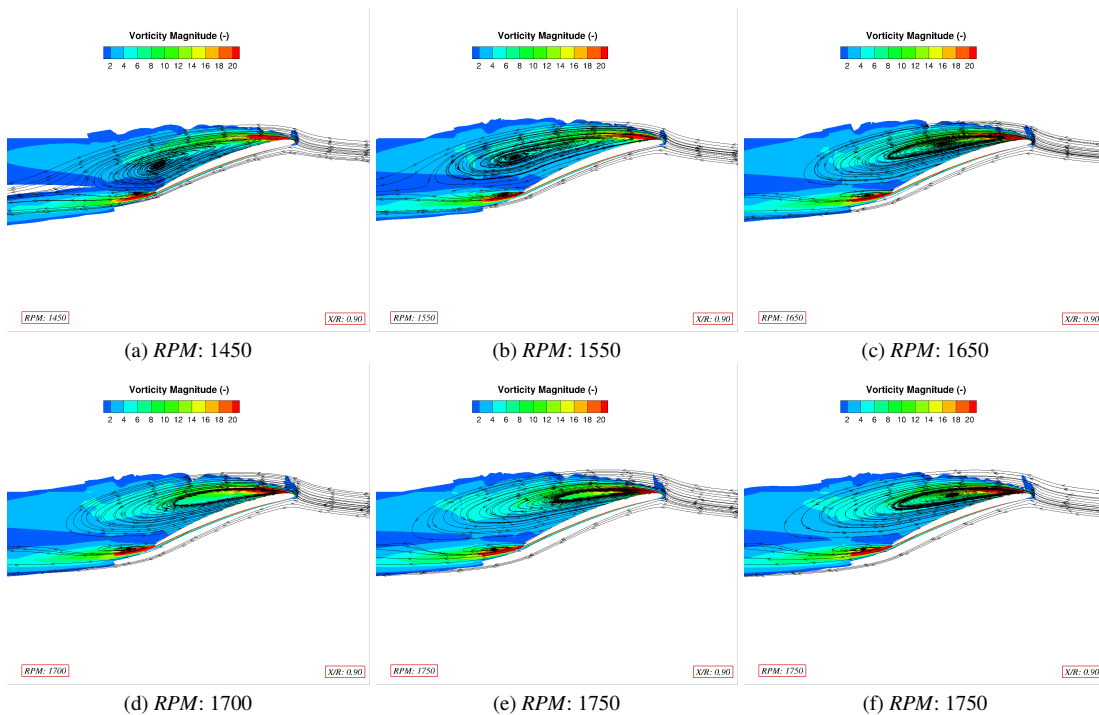 Vorticity Magnitude (-) Vorticity Magnitude (-) Vorticity Magnitude (-)
2 4 6 8 10 12 14 16 18 20 2 4 6 8 10 12 14 16 18 20 2 4 6 8 10 12 14 16 18 20
RPM: 1450 X/R: 0.90 RPM: 1550 X/R: 0.90 RPM: 1650 X/R: 0.90
(a) RPM: 1450 (b) RPM: 1550 (c) RPM: 1650
Vorticity Magnitude (-) Vorticity Magnitude (-) Vorticity Magnitude (-)
2 4 6 8 10 12 14 16 18 20 2 4 6 8 10 12 14 16 18 20 2 4 6 8 10 12 14 16 18 20
RPM: 1700 X/R: 0.90 RPM: 1750 X/R: 0.90 RPM: 1750 X/R: 0.90
(d) RPM: 1700 (e) RPM: 1750 (f) RPM: 1750